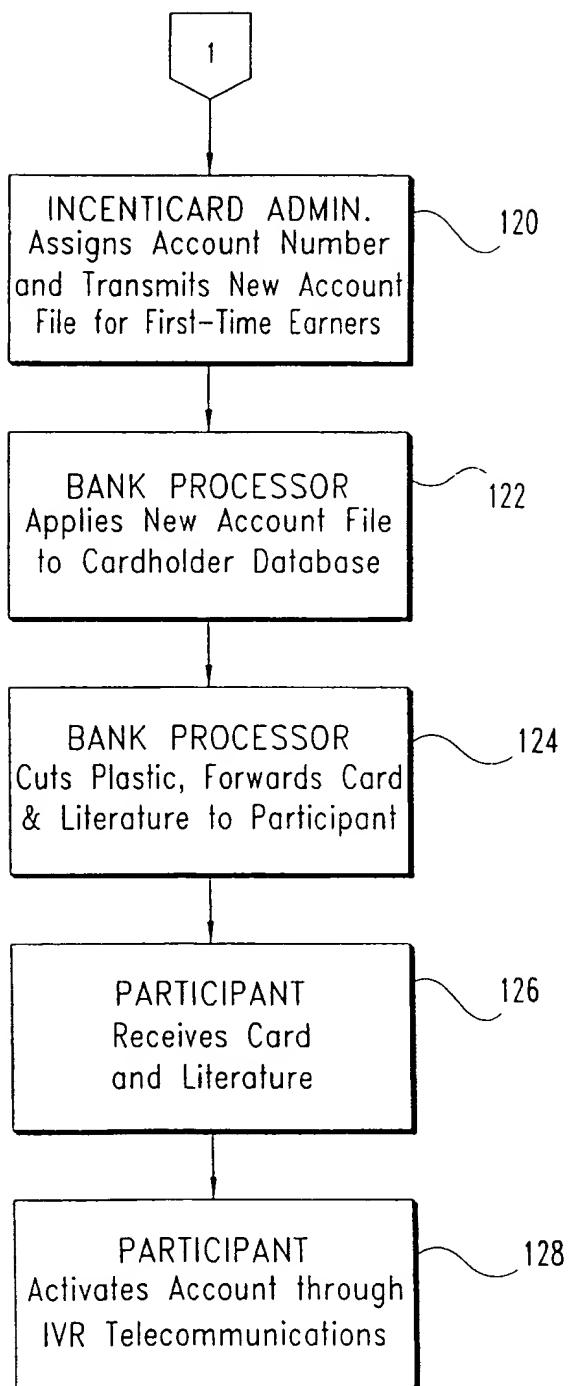 1
INCENTICARD ADMIN.
Assigns Account Number
and Transmits New Account
File for First-Time Earners
120
BANK PROCESSOR
Applies New Account File
to Cardholder Database
122
BANK PROCESSOR
Cuts Plastic, Forwards Card
& Literature to Participant
124
PARTICIPANT
Receives Card
and Literature
126
PARTICIPANT
Activates Account through
IVR Telecommunications
128